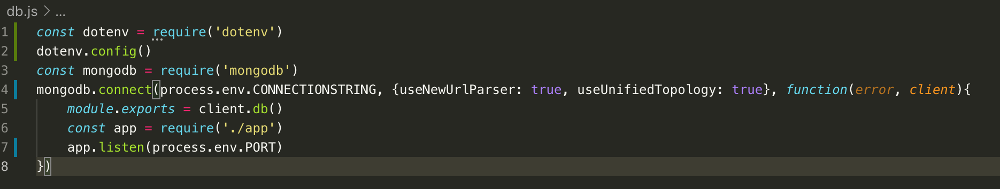 db.js > ...
1 const dotenv = require('dotenv')
2 dotenv.config()
3 const mongodb = require('mongodb')
4 mongodb.connect(process.env.CONNECTIONSTRING, {useNewUrlParser: true, useUnifiedTopology: true}, function(error, client){
5     module.exports = client.db()
6     const app = require('./app')
7     app.listen(process.env.PORT)
8 })